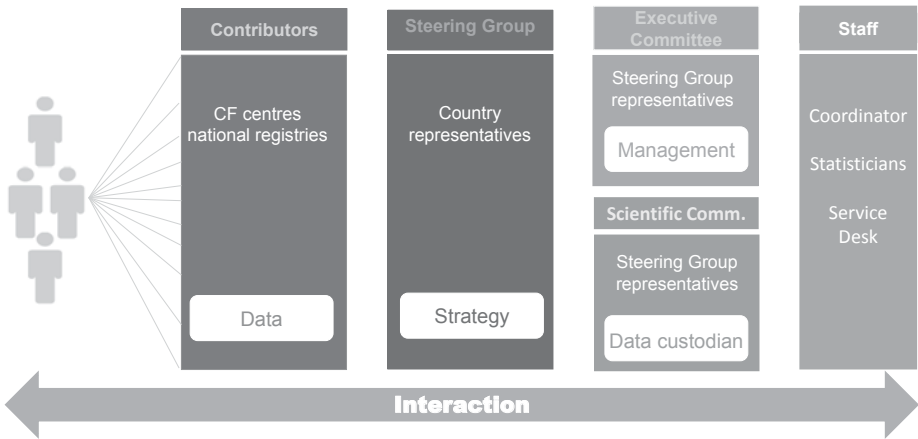 Contributors
CF centres
national registries
Data
Steering Group
Country
representatives
Strategy
Executive
Committee
Steering Group
representatives
Management
Scientific Comm.
Steering Group
representatives
Data custodian
Staff
Coordinator
Statisticians
Service
Desk
Interaction